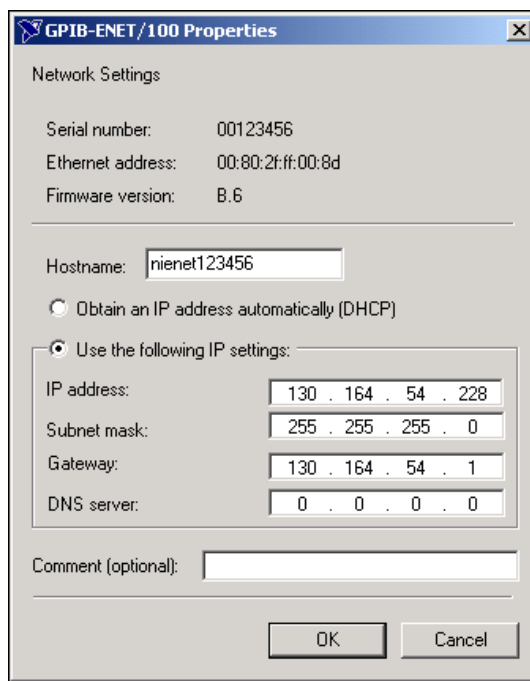 GPIB-ENET/100 Properties
Network Settings
Serial number: 00123456
Ethernet address: 00:80:2f:ff:00:8d
Firmware version: B.6
Hostname: nienet123456
Obtain an IP address automatically (DHCP)
Use the following IP settings:
IP address: 130 . 164 . 54 . 228
Subnet mask: 255 . 255 . 255 . 0
Gateway: 130 . 164 . 54 . 1
DNS server: 0 . 0 . 0 . 0
Comment (optional):
OK Cancel